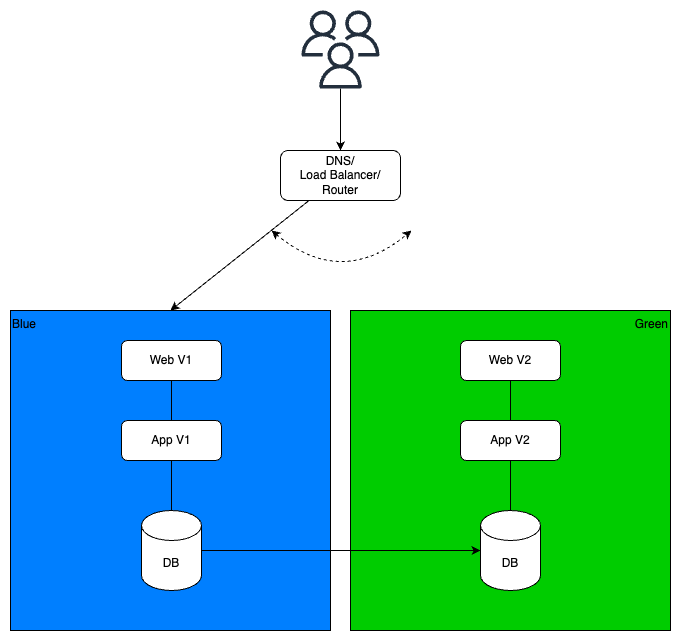 DNS/
Load Balancer/
Router
Blue
Green
Web V1
Web V2
App V1
App V2
DB
DB